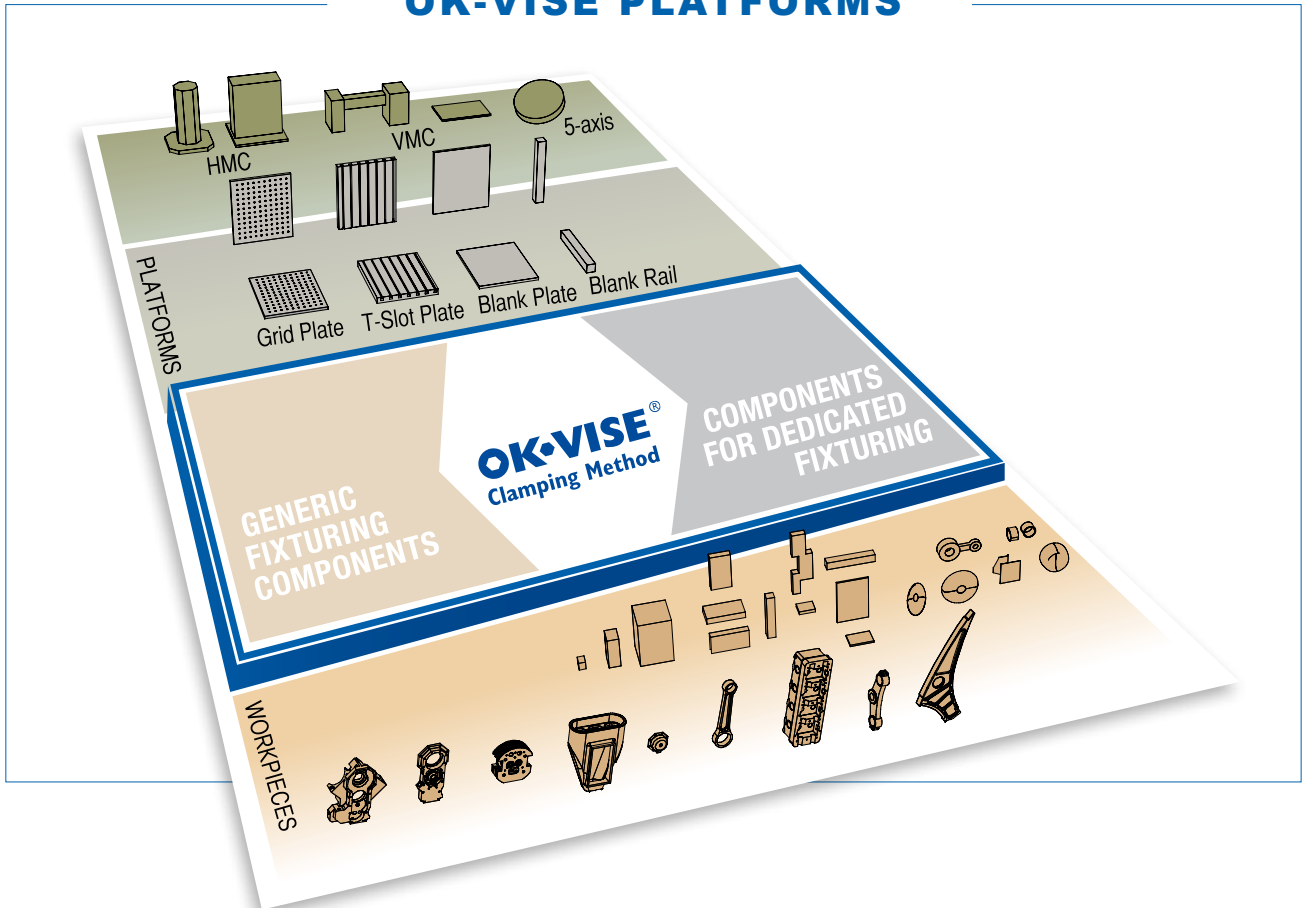 OK-VISE PLATFORMS
5-axis
VMC
HMC
PLATFORMS
Blank Rail
Blank Plate
T-Slot Plate
Grid Plate
COMPONENTS
FOR DEDICATED
FIXTURING
OK•VISE®
Clamping Method
GENERIC
FIXTURING
COMPONENTS
WORKPIECES